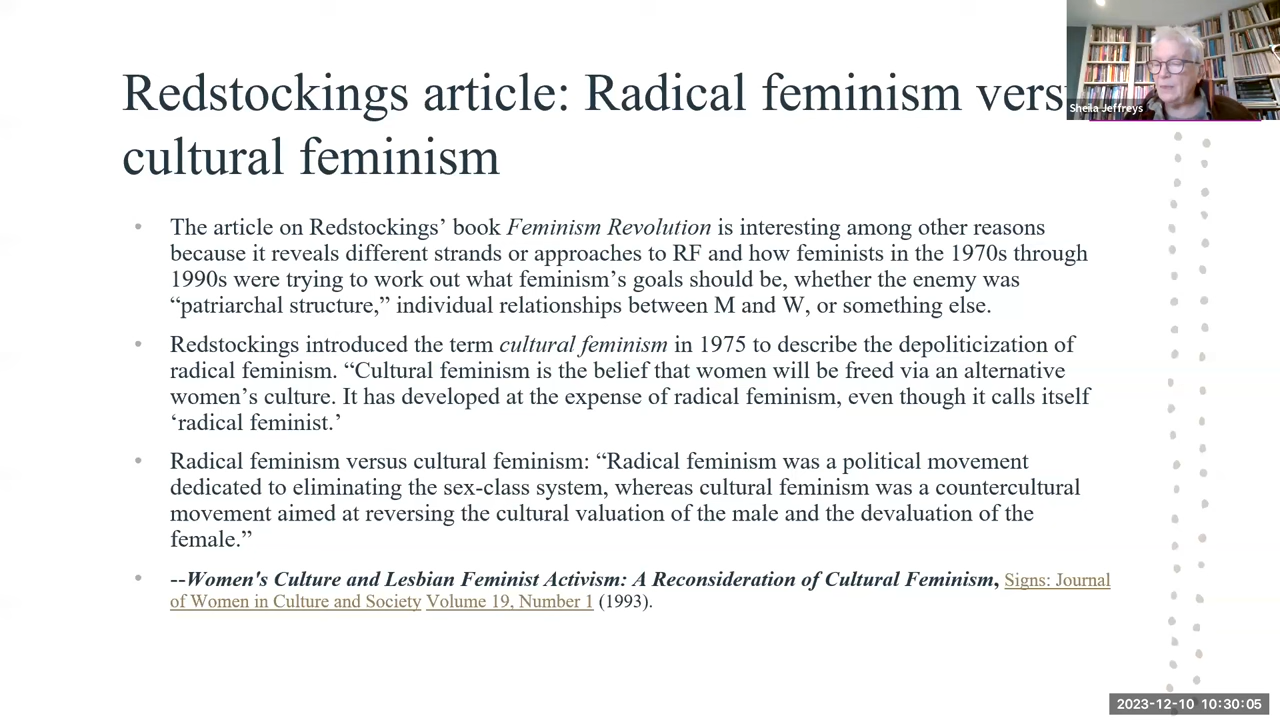 Redstockings article: Radical feminism vers
cultural feminism
Sheila Jeffreys
• The article on Redstockings’ book Feminism Revolution is interesting among other reasons
because it reveals different strands or approaches to RF and how feminists in the 1970s through
1990s were trying to work out what feminism’s goals should be, whether the enemy was
“patriarchal structure,” individual relationships between M and W, or something else.
• Redstockings introduced the term cultural feminism in 1975 to describe the depoliticization of
radical feminism. “Cultural feminism is the belief that women will be freed via an alternative
women’s culture. It has developed at the expense of radical feminism, even though it calls itself
‘radical feminist.’
• Radical feminism versus cultural feminism: “Radical feminism was a political movement
dedicated to eliminating the sex-class system, whereas cultural feminism was a countercultural
movement aimed at reversing the cultural valuation of the male and the devaluation of the
female.”
• --Women's Culture and Lesbian Feminist Activism: A Reconsideration of Cultural Feminism, Signs: Journal
of Women in Culture and Society Volume 19, Number 1 (1993).
2023-12-10 10:30:05